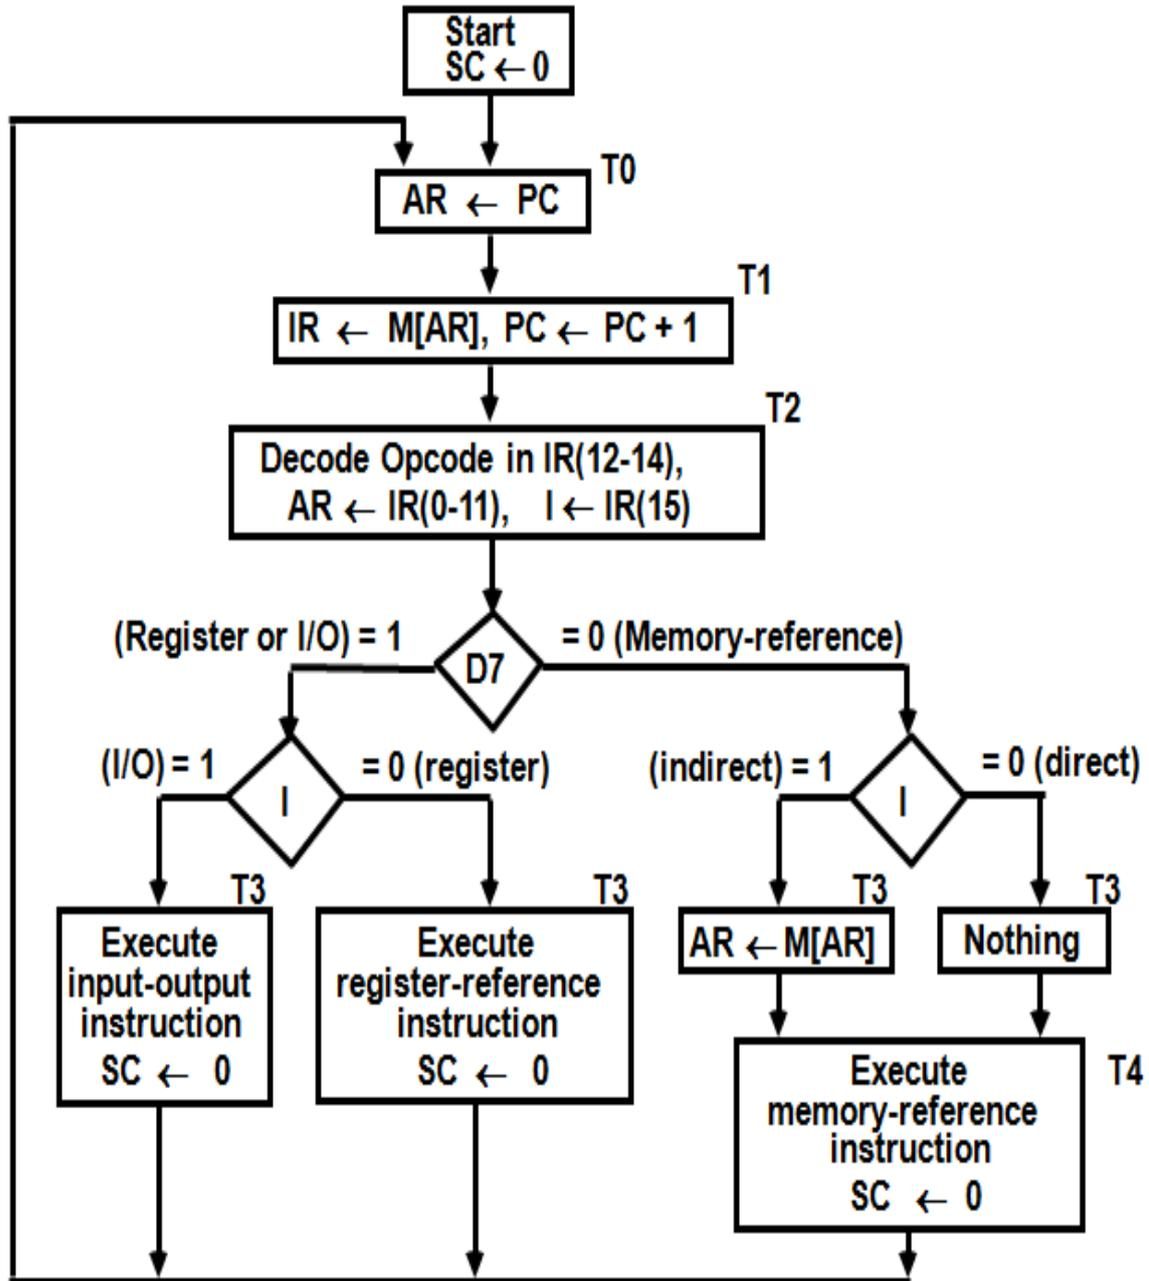 Start
SC ← 0
T0
AR ← PC
T1
IR ← M[AR], PC ← PC + 1
T2
Decode Opcode in IR(12-14),
AR ← IR(0-11), I ← IR(15)
(Register or I/O) = 1
D7
= 0 (Memory-reference)
(I/O) = 1
I
= 0 (register)
(indirect) = 1
I
= 0 (direct)
T3
Execute
input-output
instruction
SC ← 0
T3
Execute
register-reference
instruction
SC ← 0
T3
AR ← M[AR]
T3
Nothing
Execute
memory-reference
instruction
SC ← 0
T4